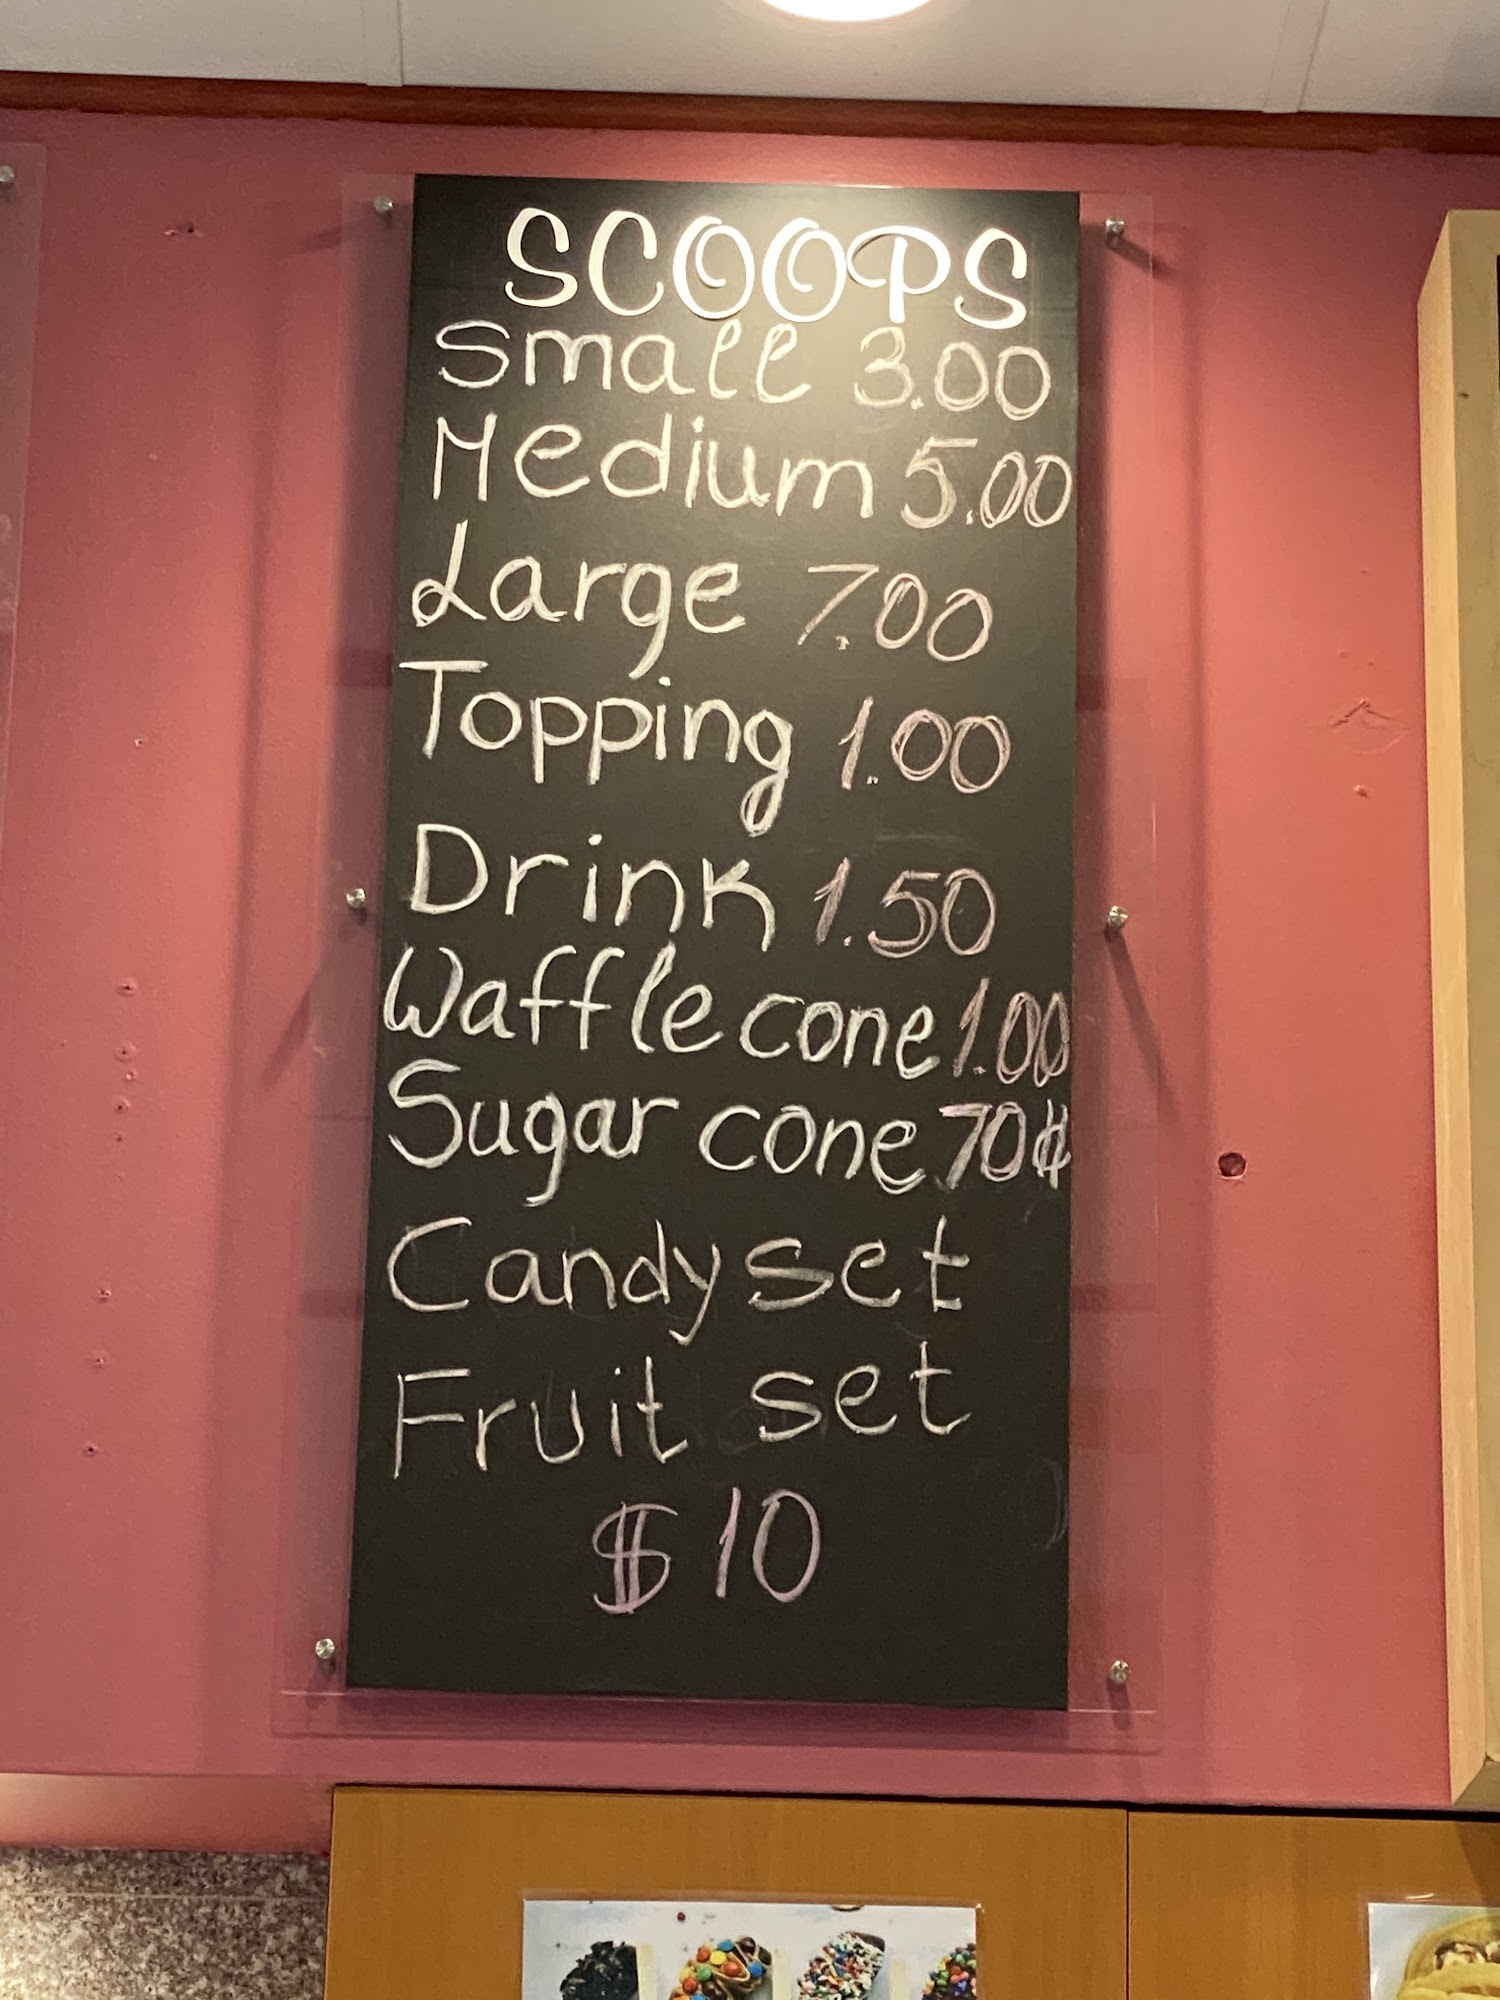 SCOOPS
Small 3.00
Medium 5.00
Large 7.00
Topping 1.00
Drink 1.50
Waffle cone 1.00
Sugar cone 70¢
Candy set
Fruit set
$10